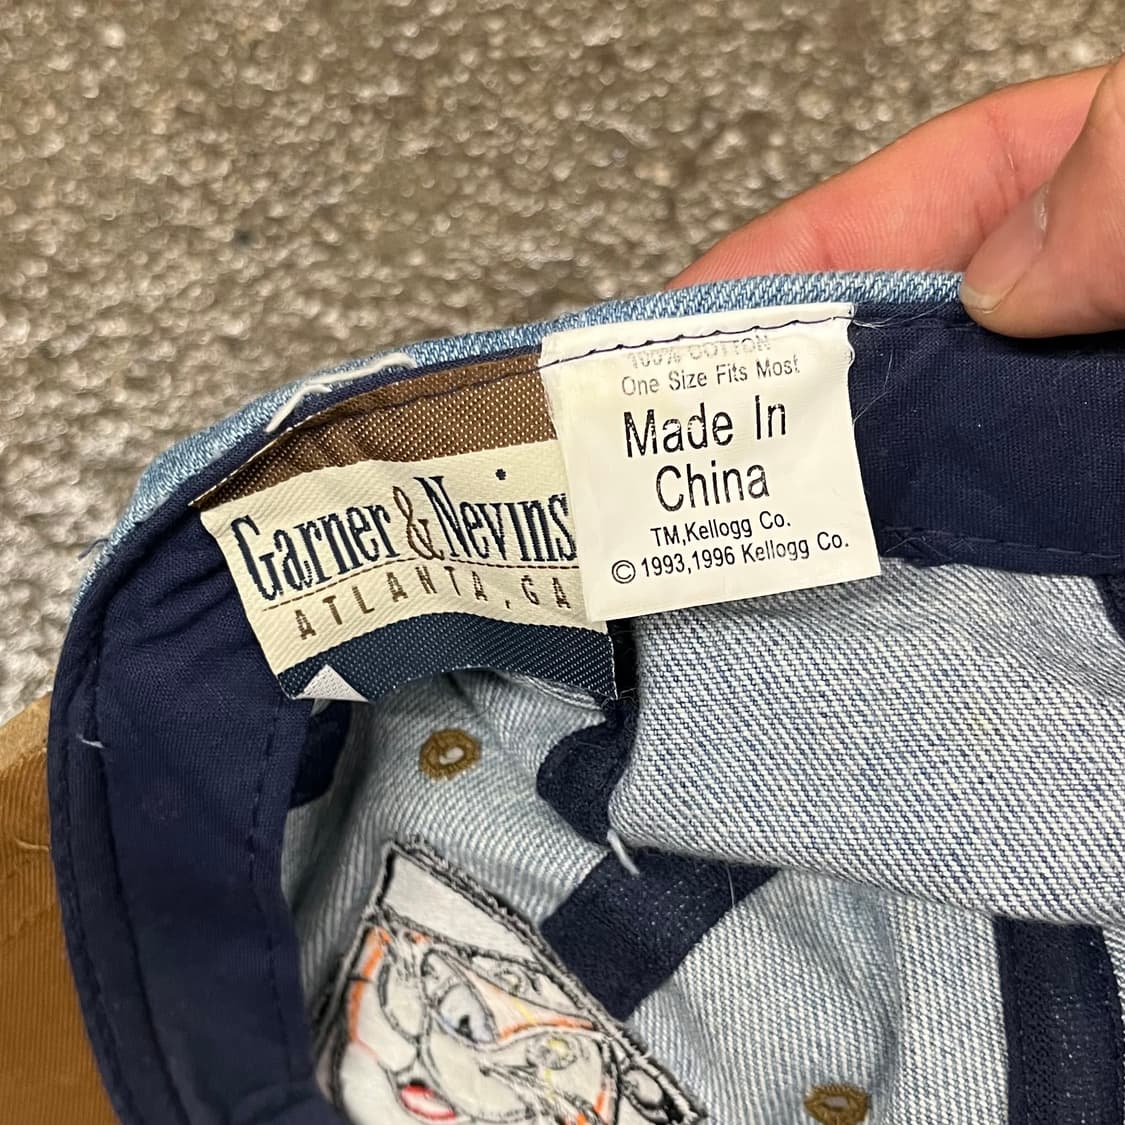 Garner & Nevins
ATLANTA, GA
100% COTTON
One Size Fits Most
Made In
China
TM,Kellogg Co.
© 1993,1996 Kellogg Co.